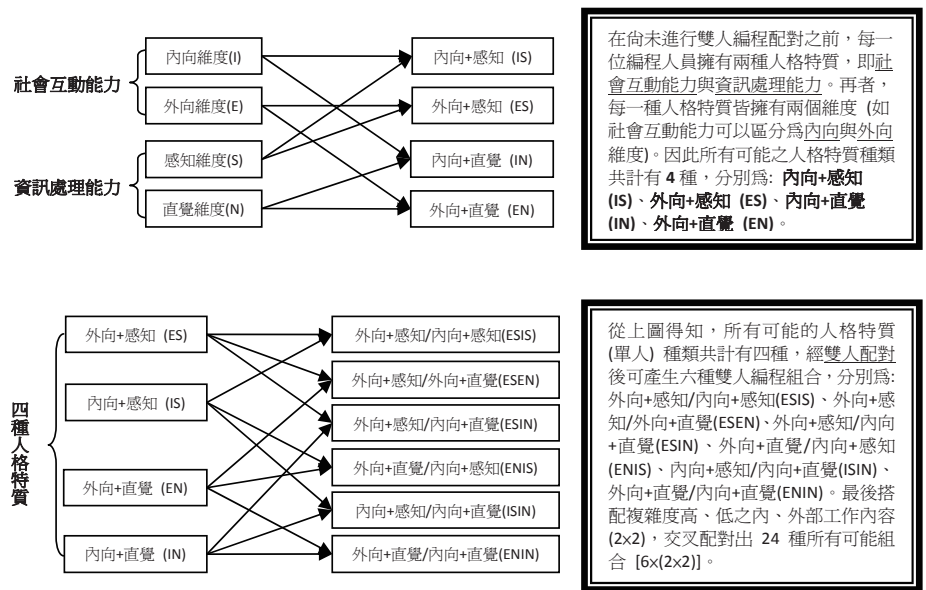 社會互動能力
資訊處理能力
內向維度(I)
外向維度(E)
感知維度(S)
直覺維度(N)
內向+感知 (IS)
外向+感知 (ES)
內向+直覺 (IN)
外向+直覺 (EN)
在尚未進行雙人編程配對之前，每一
位編程人員擁有兩種人格特質，即社
會互動能力與資訊處理能力。再者，
每一種人格特質皆擁有兩個維度 (如
社會互動能力可以區分為內向與外向
維度)。因此所有可能之人格特質種類
共計有 4 種，分別為: 內向+感知
(IS)、外向+感知 (ES)、內向+直覺
(IN)、外向+直覺 (EN)。
四種人格特質
外向+感知 (ES)
內向+感知 (IS)
外向+直覺 (EN)
內向+直覺 (IN)
外向+感知/內向+感知(ESIS)
外向+感知/外向+直覺(ESEN)
外向+感知/內向+直覺(ESIN)
外向+直覺/內向+感知(ENIS)
內向+感知/內向+直覺(ISIN)
外向+直覺/內向+直覺(ENIN)
從上圖得知，所有可能的人格特質
(單人) 種類共計有四種，經雙人配對
後可產生六種雙人編程組合，分別為:
外向+感知/內向+感知(ESIS)、外向+感
知/外向+直覺(ESEN)、外向+感知/內向
+直覺(ESIN)、外向+直覺/內向+感知
(ENIS)、內向+感知/內向+直覺(ISIN)、
外向+直覺/內向+直覺(ENIN)。最後搭
配複雜度高、低之內、外部工作內容
(2x2)，交叉配對出 24 種所有可能組
合 [6x(2x2)]。